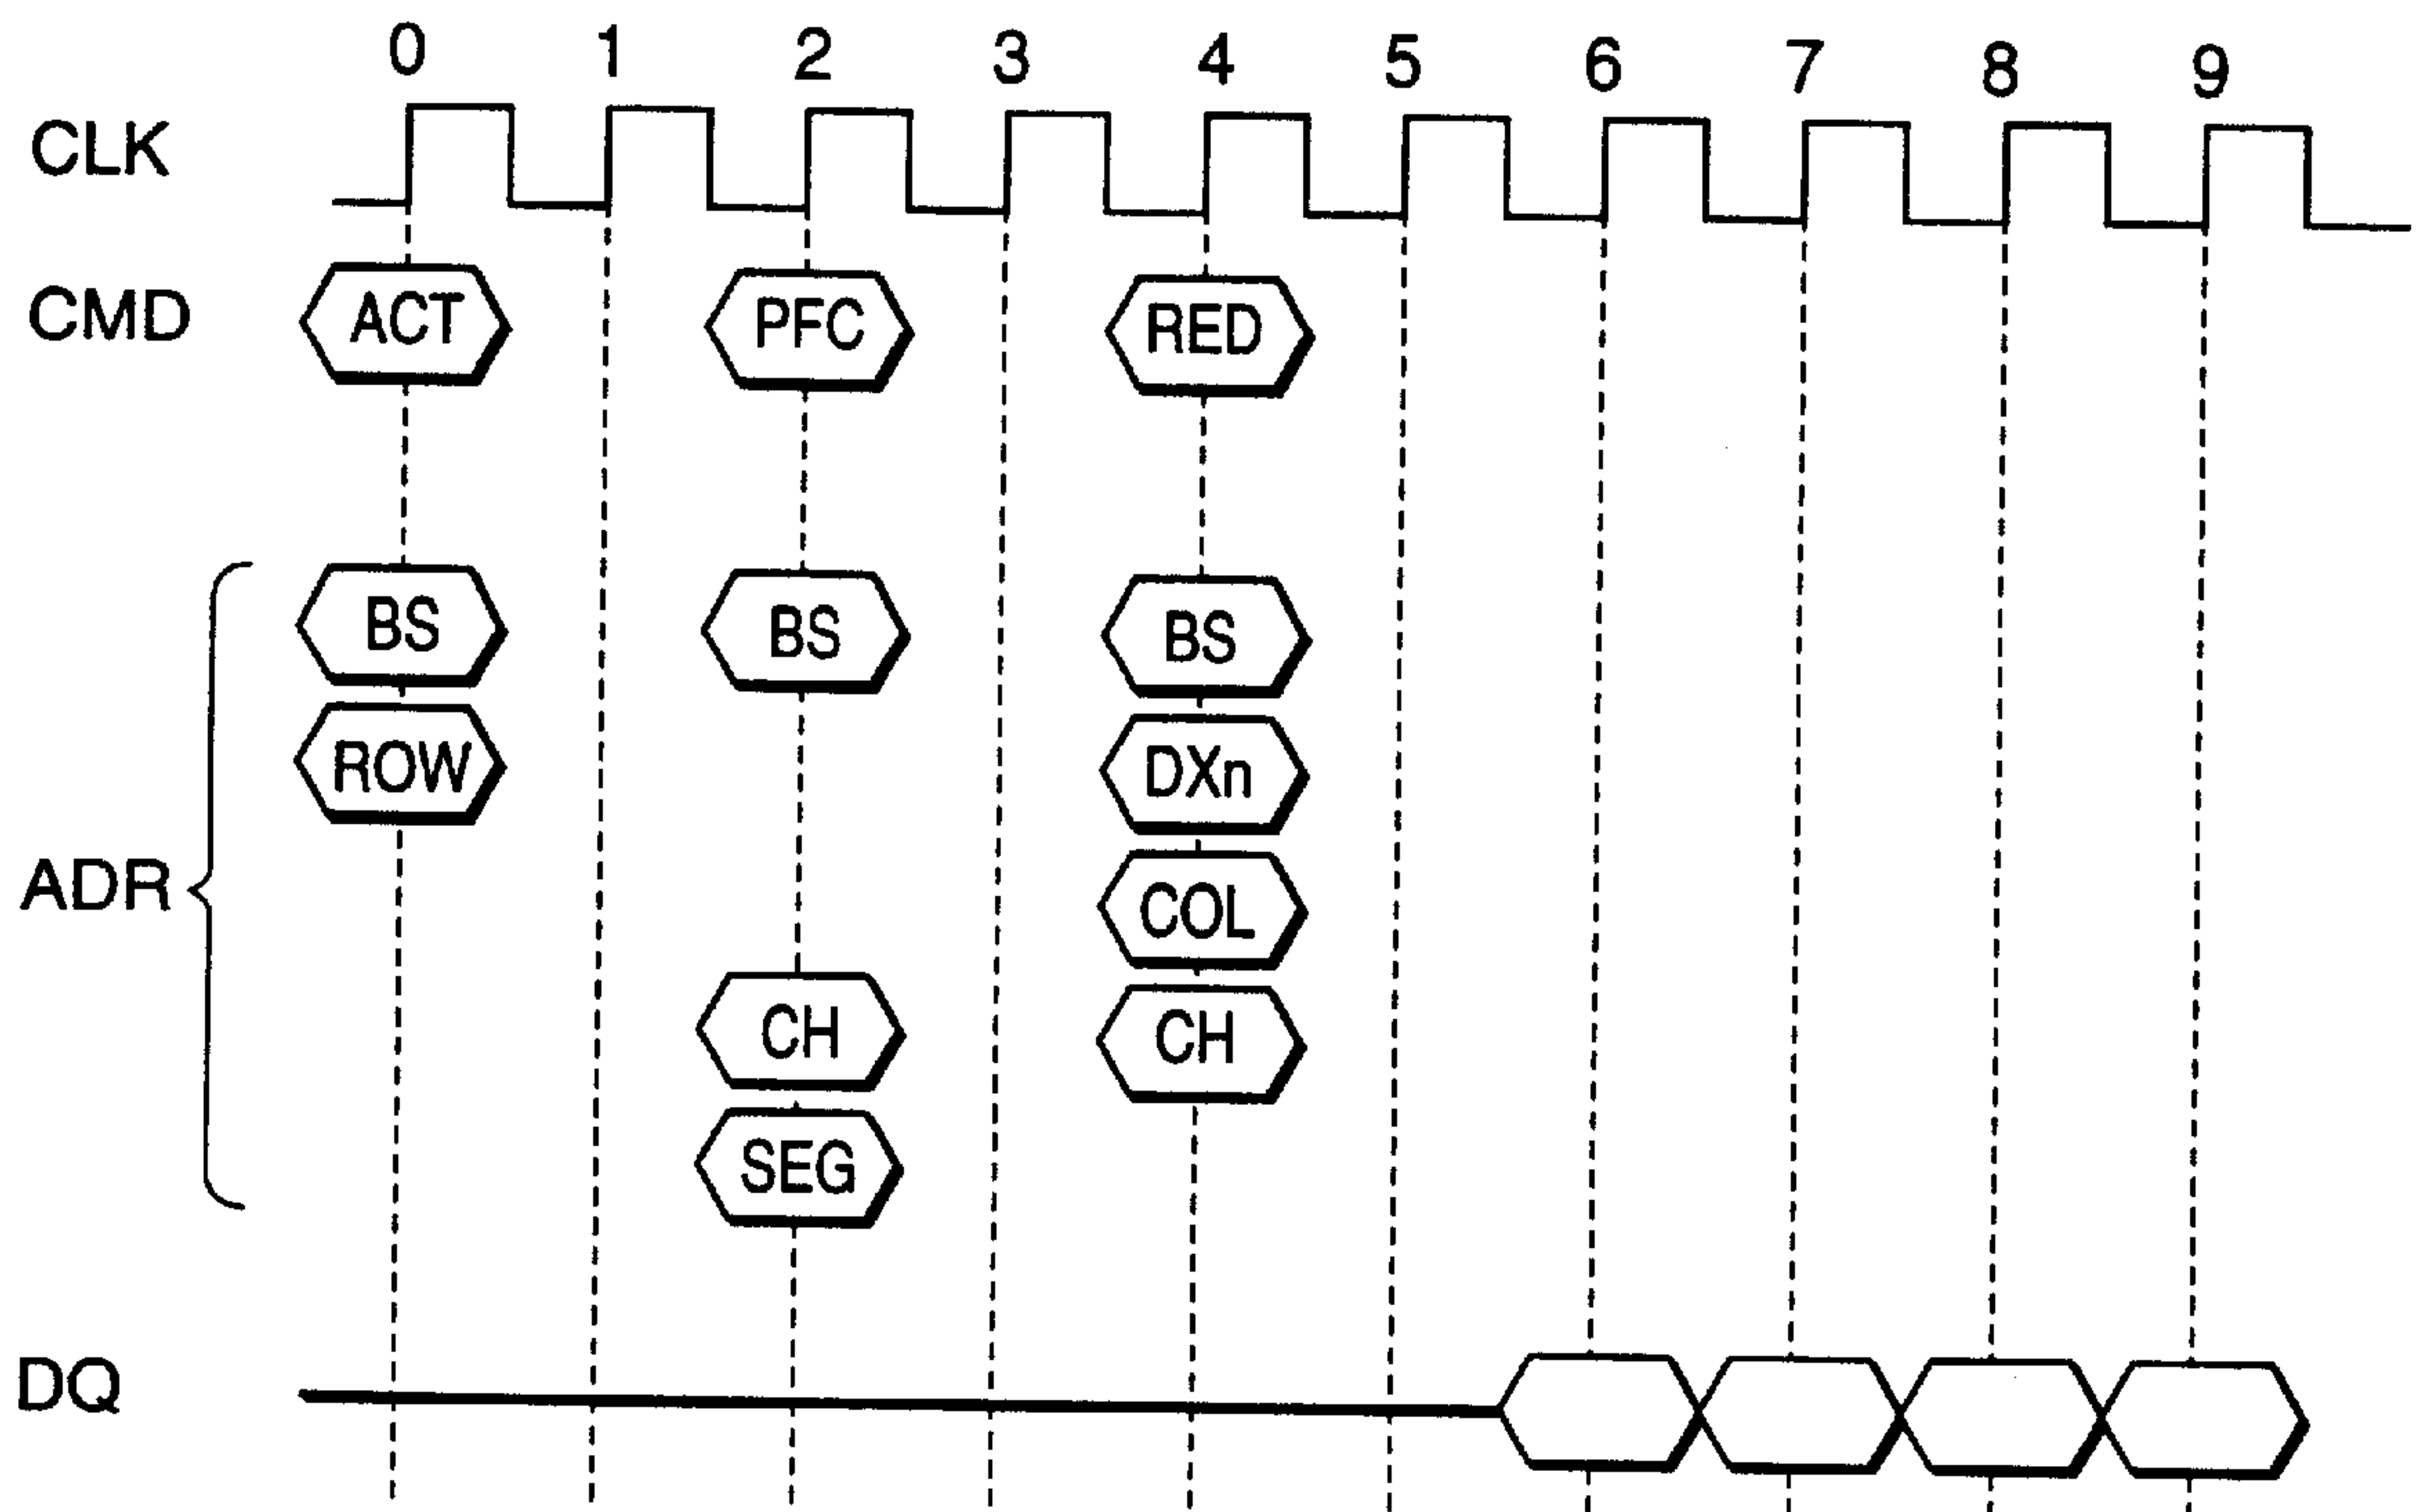 0 1 2 3 4 5 6 7 8 9
CLK
CMD ACT PFC RED
BS BS BS
ROW DXn
ADR COL
CH CH
SEG
DQ